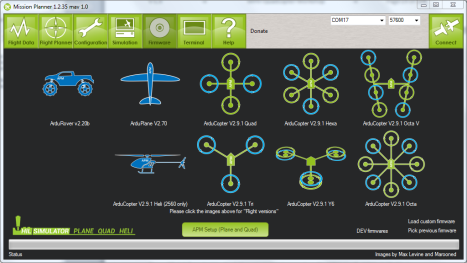 Mission Planner 1.2.35 mav 1.0
Flight Data
Flight Planner
Configuration
Simulation
Firmware
Terminal
Help
Donate
COM17
57600
Connect
ArduRover v2.20b
ArduPlane V2.70
ArduCopter V2.9.1 Quad
ArduCopter V2.9.1 Hexa
ArduCopter V2.9.1 Octa V
ArduCopter V2.9.1 Heli (2560 only)
ArduCopter V2.9.1 Tri
ArduCopter V2.9.1 Y6
ArduCopter V2.9.1 Octa
Please click the images above for "Flight versions"
HIL SIMULATOR PLANE QUAD HELI
APM Setup (Plane and Quad)
DEV firmwares
Load custom firmware
Pick previous firmware
Status
Images by Max Levine and Marooned